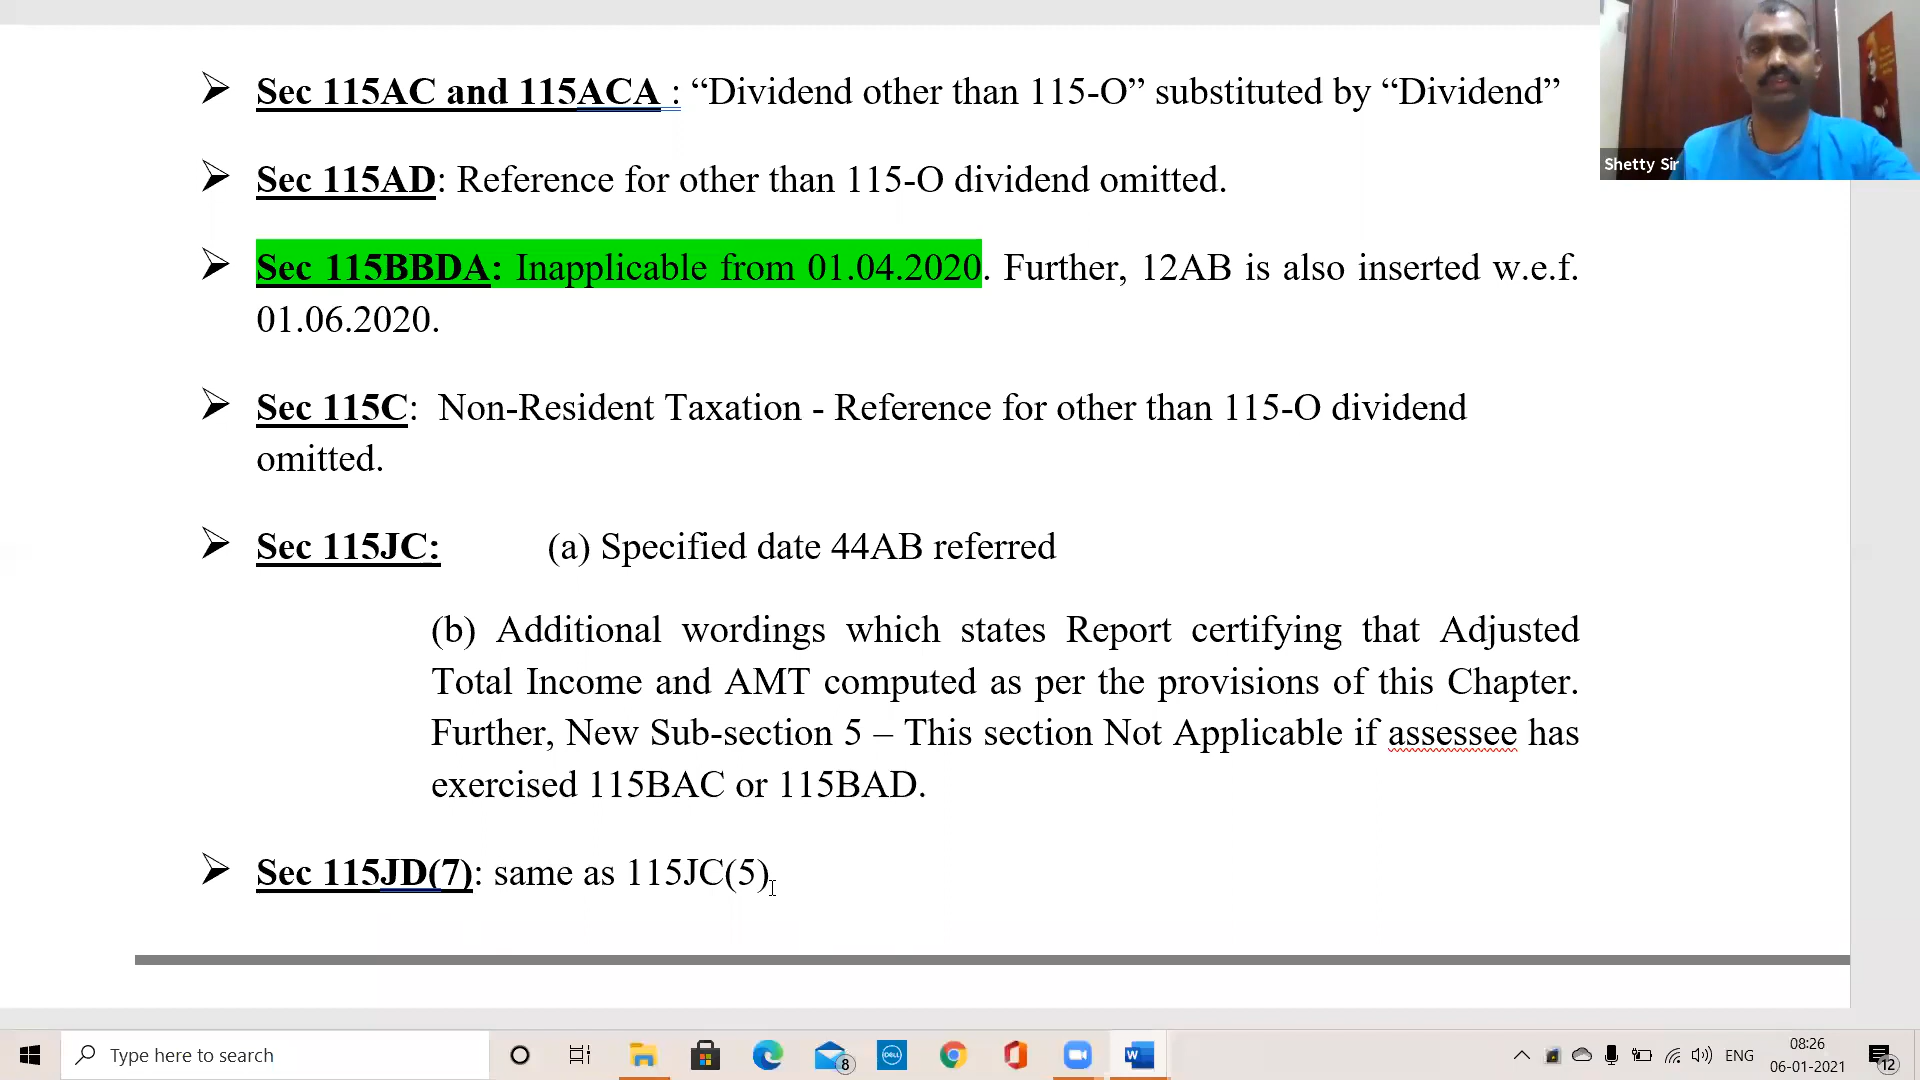 Sec 115AC and 115ACA : “Dividend other than 115-O” substituted by “Dividend”
Shetty Sir
Sec 115AD: Reference for other than 115-O dividend omitted.
Sec 115BBDA: Inapplicable from 01.04.2020. Further, 12AB is also inserted w.e.f.
01.06.2020.
Sec 115C: Non-Resident Taxation - Reference for other than 115-O dividend
omitted.
Sec 115JC: (a) Specified date 44AB referred
(b) Additional wordings which states Report certifying that Adjusted
Total Income and AMT computed as per the provisions of this Chapter.
Further, New Sub-section 5 – This section Not Applicable if assessee has
exercised 115BAC or 115BAD.
Sec 115JD(7): same as 115JC(5)
Type here to search
8
DELL
W
ENG
08:26
06-01-2021
12